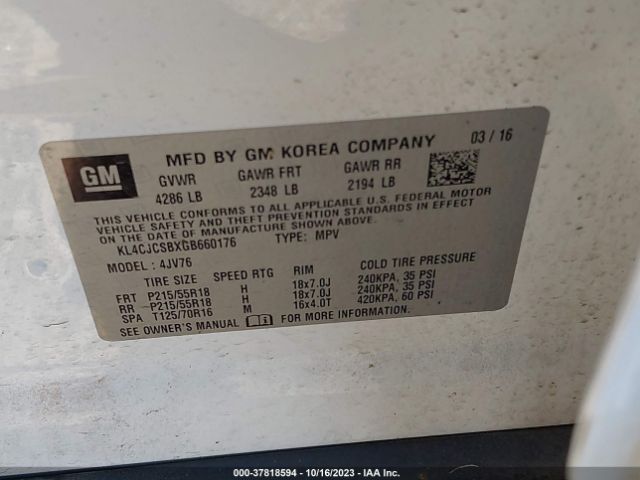 GM
MFD BY GM KOREA COMPANY 03 / 16
GVWR GAWR FRT GAWR RR
4286 LB 2348 LB 2194 LB
THIS VEHICLE CONFORMS TO ALL APPLICABLE U.S. FEDERAL MOTOR
VEHICLE SAFETY AND THEFT PREVENTION STANDARDS IN EFFECT
ON THE DATE OF MANUFACTURE SHOWN ABOVE.
KL4CJCSBXGB660176 TYPE: MPV
MODEL : 4JV76
TIRE SIZE SPEED RTG RIM COLD TIRE PRESSURE
FRT P215/55R18 H 18x7.0J 240KPA, 35 PSI
RR P215/55R18 H 18x7.0J 240KPA, 35 PSI
SPA T125/70R16 M 16x4.0T 420KPA, 60 PSI
SEE OWNER'S MANUAL FOR MORE INFORMATION.
000-37818594 - 10/16/2023 - IAA Inc.